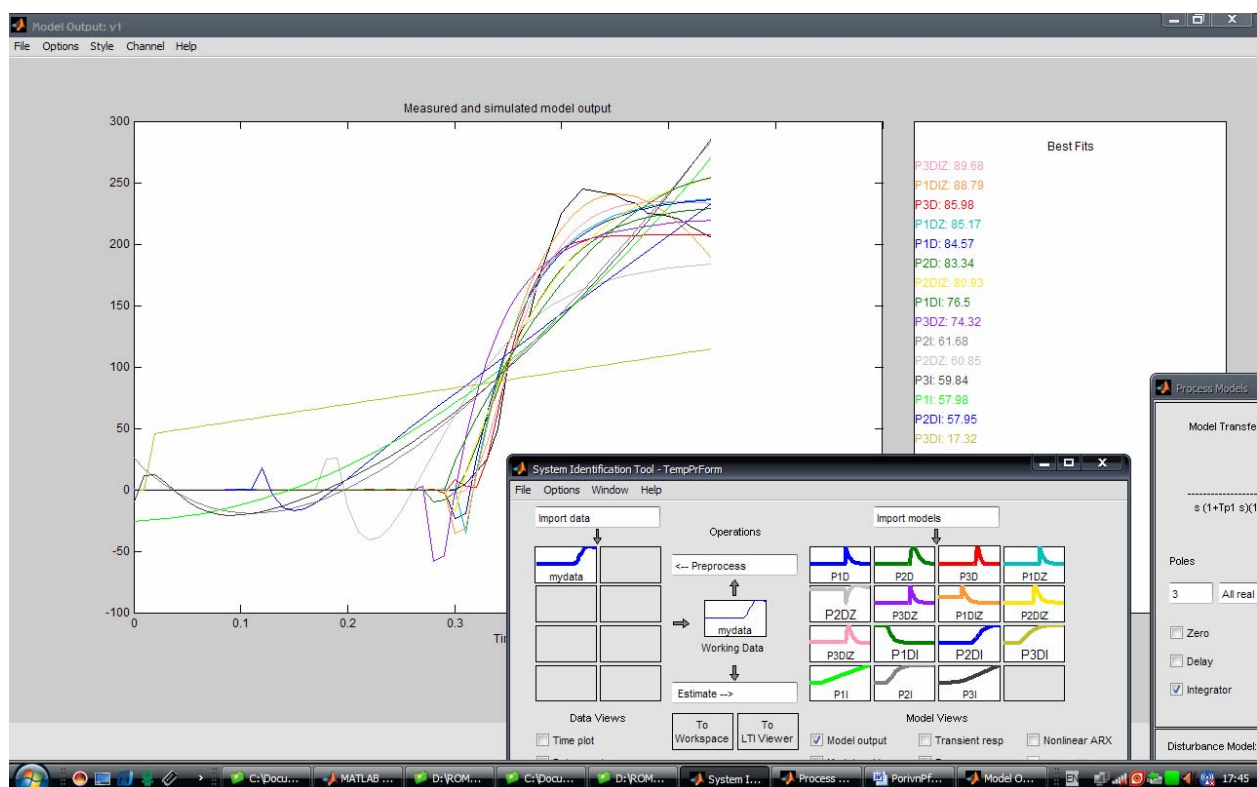 Model Output: y1
File Options Style Channel Help
Measured and simulated model output
300
250
200
150
100
50
0
-50
-100
0 0.1 0.2 0.3
Best Fits
P3DIZ: 89.68
P1DIZ: 88.79
P3D: 85.98
P1DZ: 85.17
P1D: 84.57
P2D: 83.34
P2DIZ: 80.93
P1DI: 76.5
P3DZ: 74.32
P2I: 61.68
P2DZ: 60.85
P3I: 59.84
P1I: 57.98
P2DI: 57.95
P3DI: 17.32
Process Models
Model Transfe
s (1+Tp1 s)(1
Poles
3 All real
Zero
Delay
Integrator
Disturbance Model:
System Identification Tool - TempPrForm
File Options Window Help
Import data
Operations
Import models
mydata
<-- Preprocess
mydata
Working Data
Estimate -->
P1D P2D P3D P1DZ
P2DZ P3DZ P1DIZ P2DIZ
P3DIZ P1DI P2DI P3DI
P1I P2I P3I
Data Views
To Workspace
To LTI Viewer
Model Views
Time plot
Model output Transient resp Nonlinear ARX
C:\Docu... MATLAB ... D:\ROM... C:\Docu... D:\ROM... System I... Process ... PorivnPf... Model O... EN 17:45